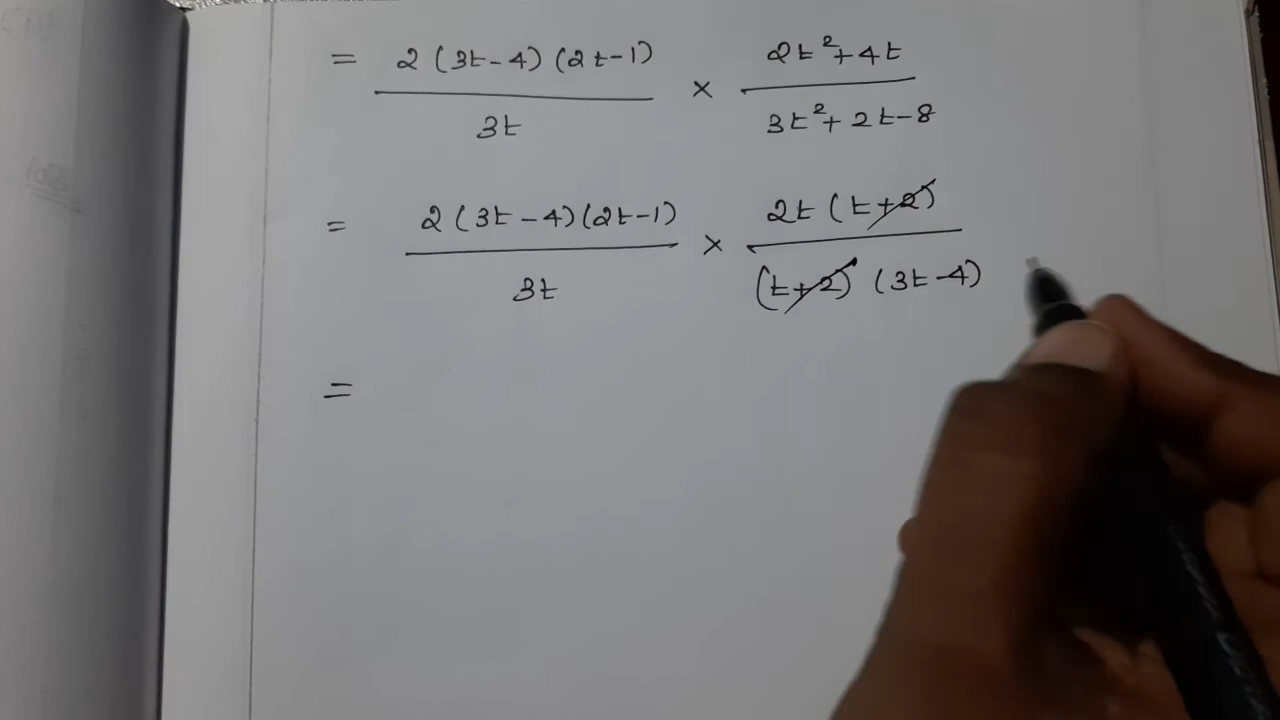 = 2 (3t-4) (2t-1) / 3t × 2t²+4t / 3t²+2t-8
= 2(3t-4)(2t-1) / 3t × 2t(t+2) / (t+2) (3t-4)
=